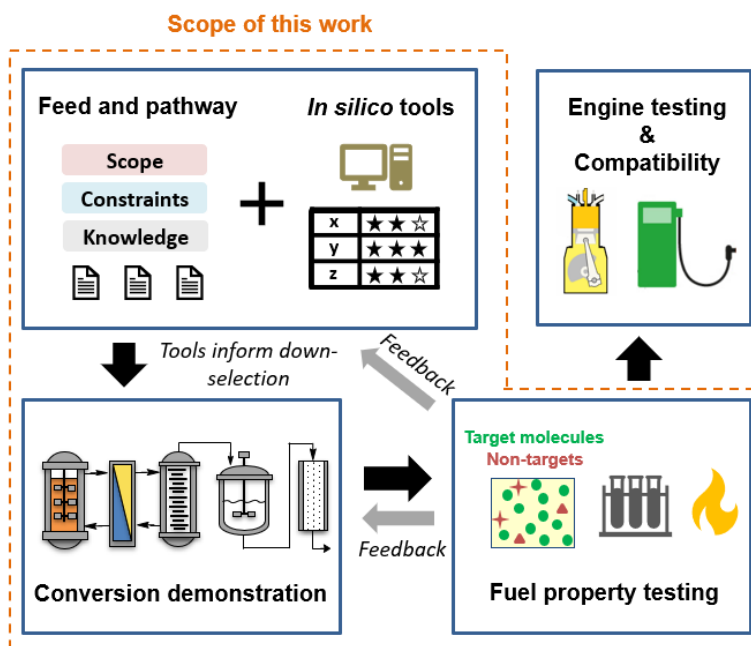 Scope of this work
Feed and pathway
Scope
Constraints
Knowledge
+
In silico tools
x ★ ★ ☆
y ★ ★ ★
z ★ ★ ☆
Engine testing
&
Compatibility
Tools inform down-
selection
Feedback
Conversion demonstration
Feedback
Target molecules
Non-targets
Fuel property testing